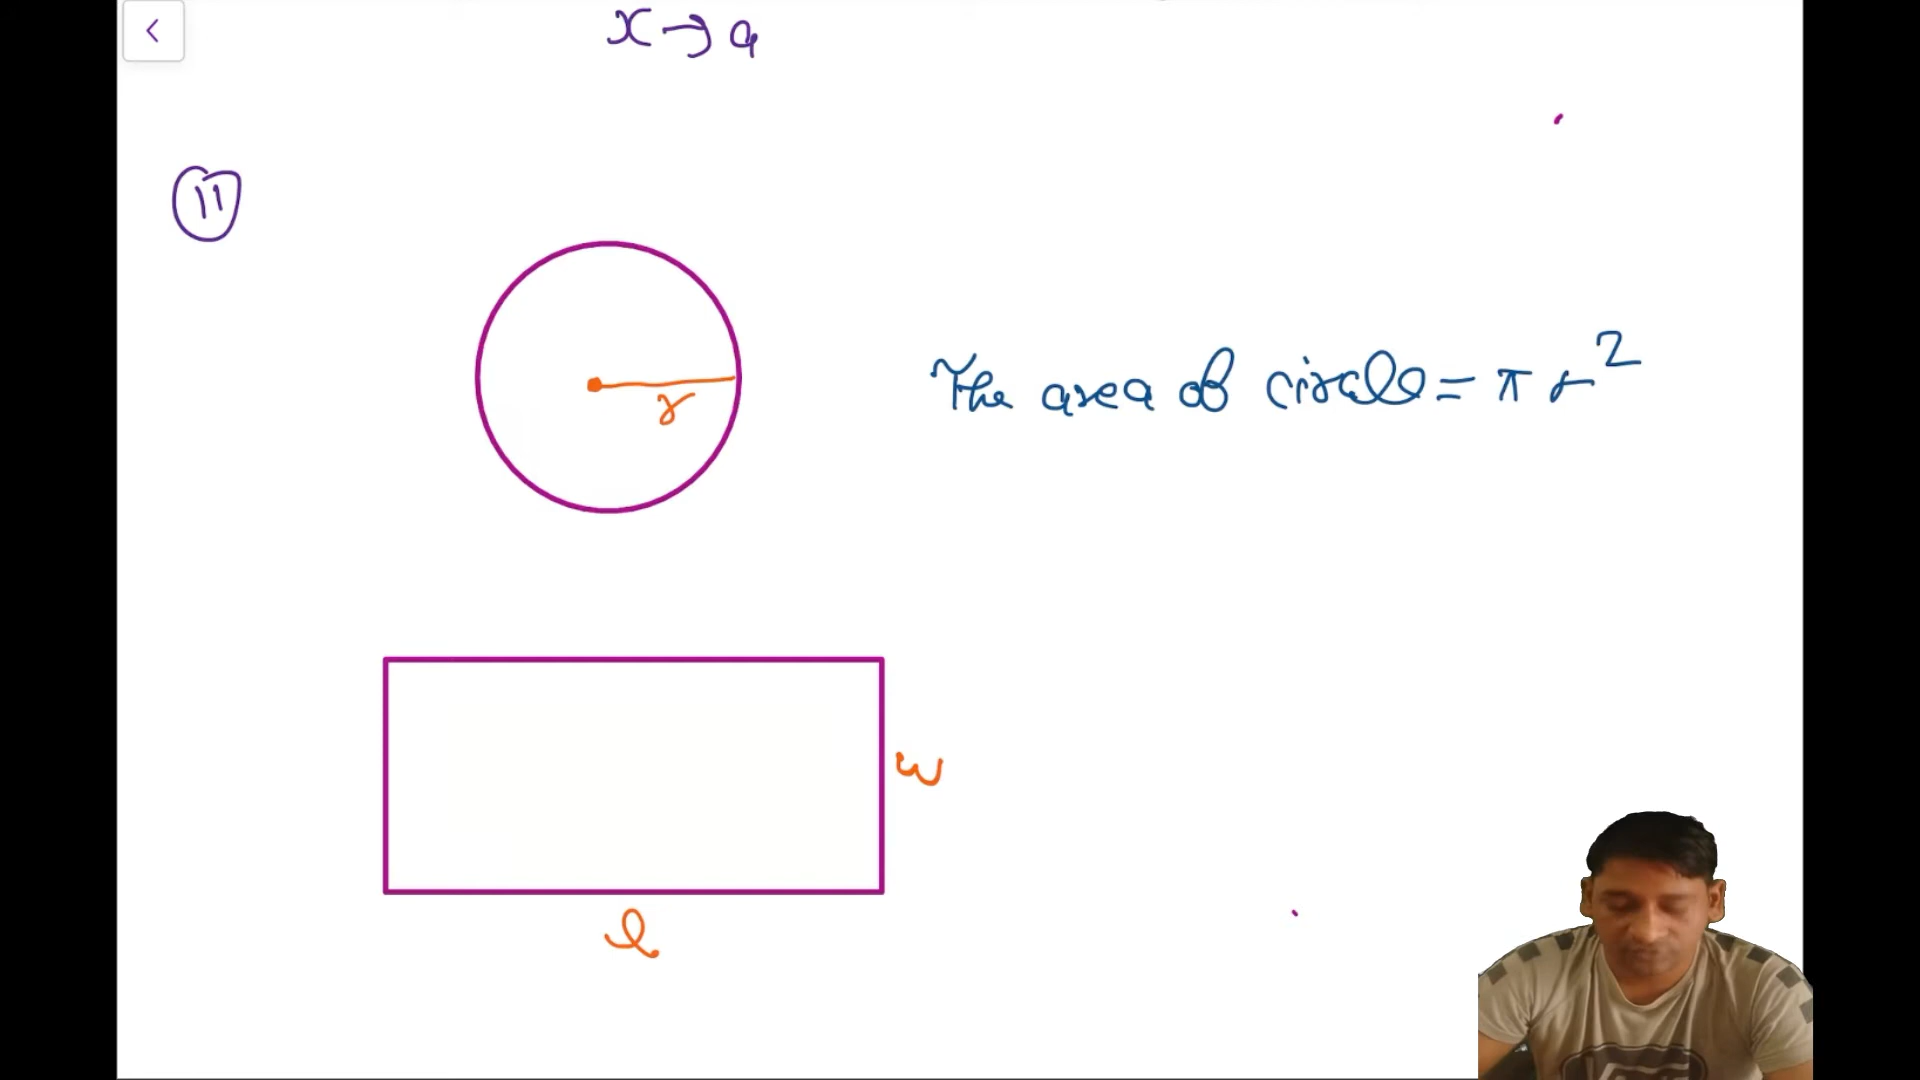 x → a
11
r
The area of circle = π r²
w
l